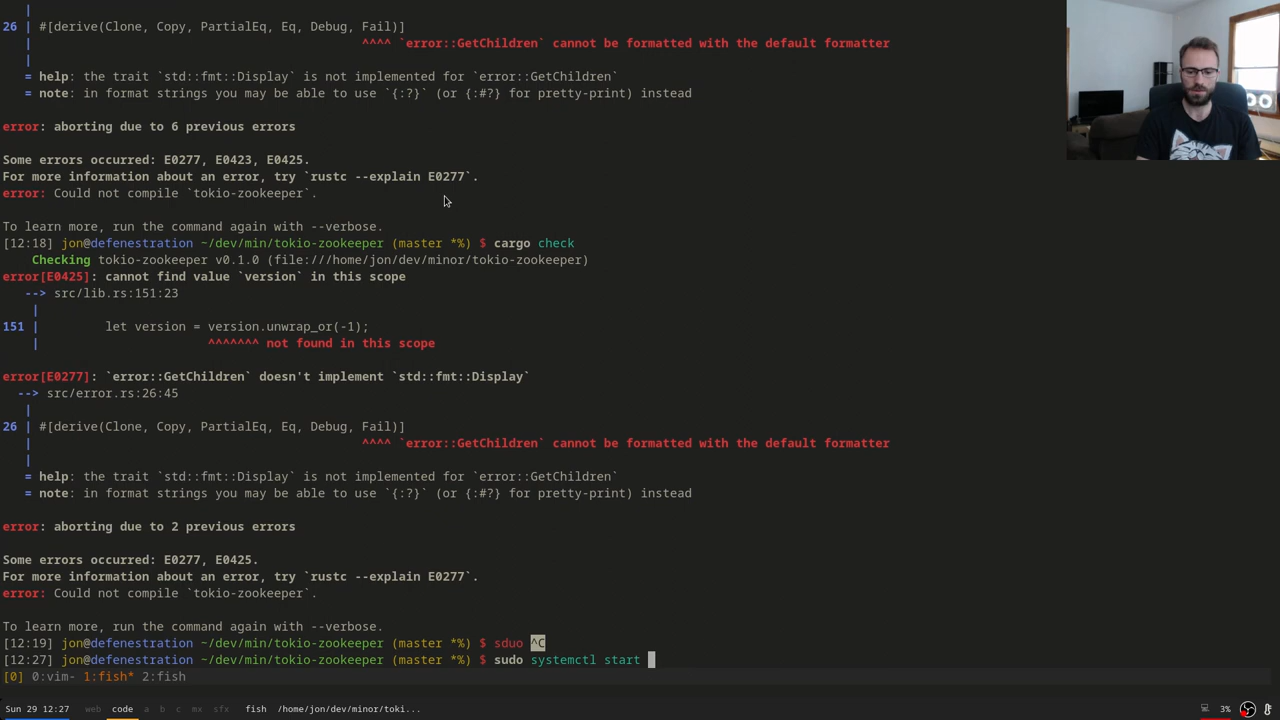 |
26 | #[derive(Clone, Copy, PartialEq, Eq, Debug, Fail)]
| ^^^^ `error::GetChildren` cannot be formatted with the default formatter
|
= help: the trait `std::fmt::Display` is not implemented for `error::GetChildren`
= note: in format strings you may be able to use `{:?}` (or {:#?} for pretty-print) instead
error: aborting due to 6 previous errors
Some errors occurred: E0277, E0423, E0425.
For more information about an error, try `rustc --explain E0277`.
error: Could not compile `tokio-zookeeper`.
To learn more, run the command again with --verbose.
[12:18] jon@defenestration ~/dev/min/tokio-zookeeper (master *%) $ cargo check
Checking tokio-zookeeper v0.1.0 (file:///home/jon/dev/minor/tokio-zookeeper)
error[E0425]: cannot find value `version` in this scope
--> src/lib.rs:151:23
|
151 | let version = version.unwrap_or(-1);
| ^^^^^^^ not found in this scope
error[E0277]: `error::GetChildren` doesn't implement `std::fmt::Display`
--> src/error.rs:26:45
|
26 | #[derive(Clone, Copy, PartialEq, Eq, Debug, Fail)]
| ^^^^ `error::GetChildren` cannot be formatted with the default formatter
|
= help: the trait `std::fmt::Display` is not implemented for `error::GetChildren`
= note: in format strings you may be able to use `{:?}` (or {:#?} for pretty-print) instead
error: aborting due to 2 previous errors
Some errors occurred: E0277, E0425.
For more information about an error, try `rustc --explain E0277`.
error: Could not compile `tokio-zookeeper`.
To learn more, run the command again with --verbose.
[12:19] jon@defenestration ~/dev/min/tokio-zookeeper (master *%) $ sduo ^C
[12:27] jon@defenestration ~/dev/min/tokio-zookeeper (master *%) $ sudo systemctl start
[0] 0:vim- 1:fish* 2:fish
Sun 29 12:27 web code a b c mx sfx fish /home/jon/dev/minor/toki... 3%